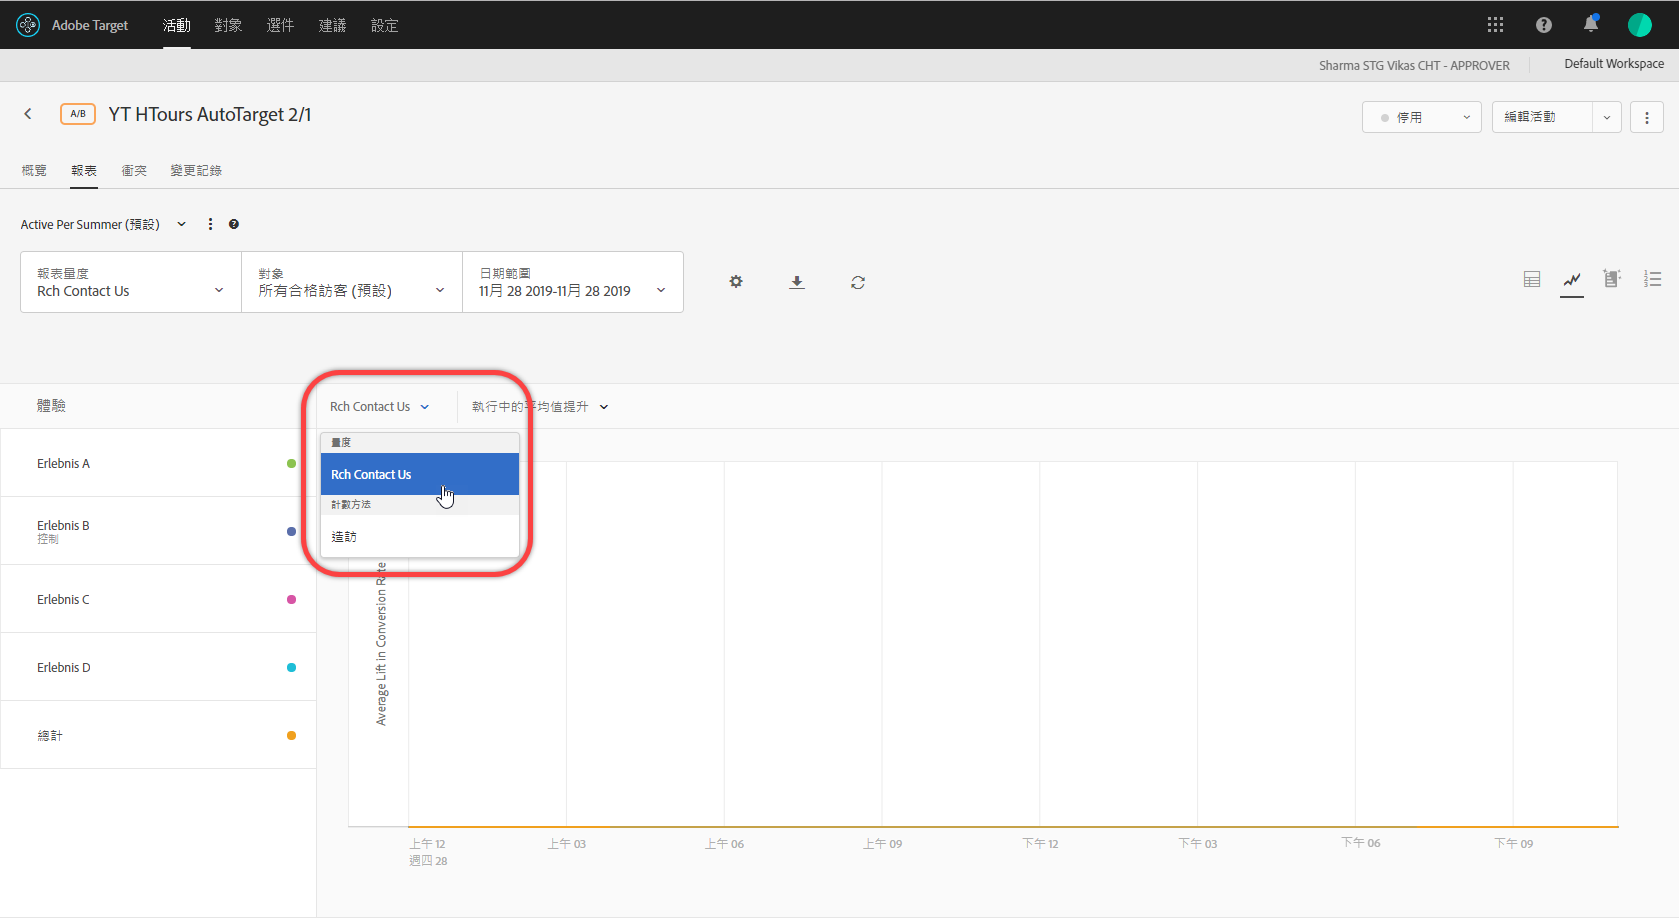 Adobe Target 活動 對象 選件 建議 設定
Sharma STG Vikas CHT - APPROVER Default Workspace
A/B YT HTours AutoTarget 2/1 停用 編輯活動
概覽 報表 衝突 變更記錄
Active Per Summer (預設)
報表量度 對象 日期範圍
Rch Contact Us 所有合格訪客 (預設) 11月 28 2019-11月 28 2019
體驗 Rch Contact Us 執行中的平均值提升
量度
Rch Contact Us
計數方法
造訪
Erlebnis A
Erlebnis B
控制
Erlebnis C
Erlebnis D
總計
Average Lift in Conversion Rate
上午 12 上午 03 上午 06 上午 09 下午 12 下午 03 下午 06 下午 09
週四 28